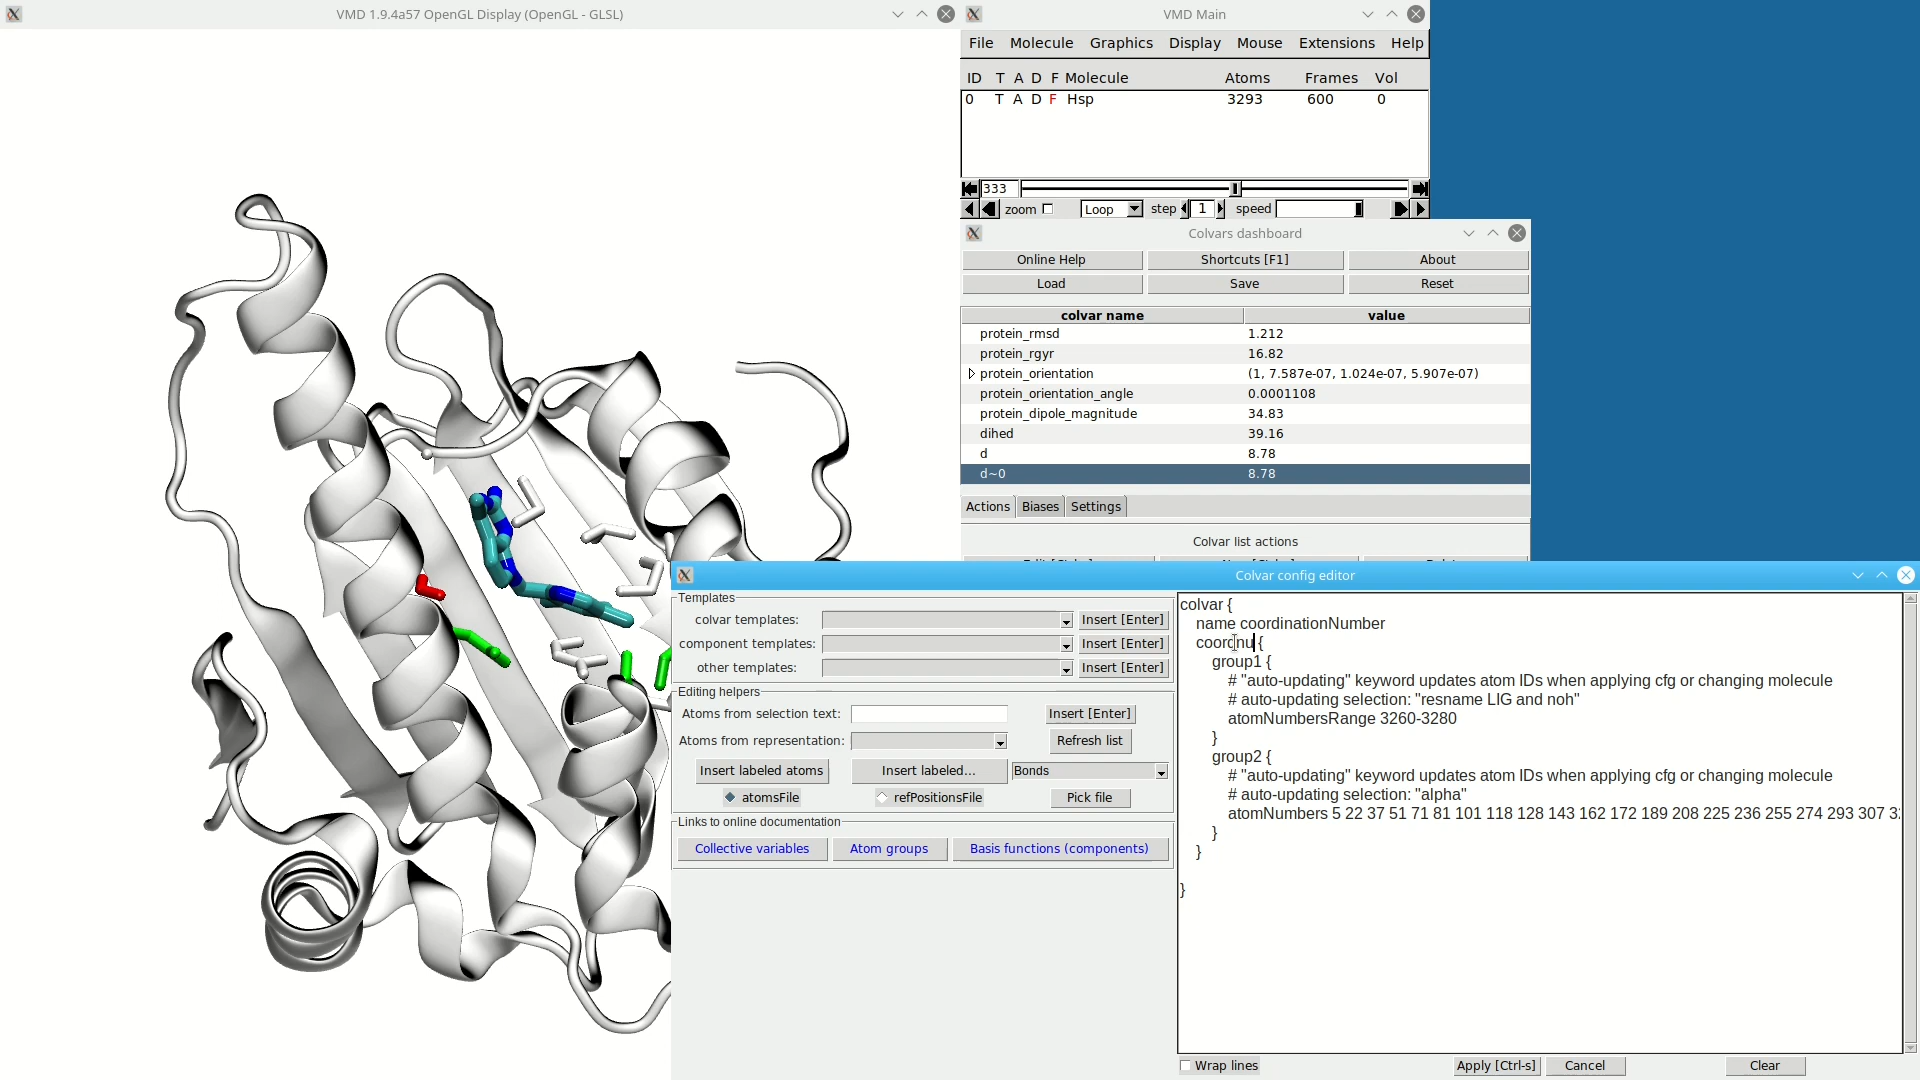 VMD 1.9.4a57 OpenGL Display (OpenGL - GLSL)
VMD Main
File Molecule Graphics Display Mouse Extensions Help
ID T A D F Molecule Atoms Frames Vol
0 T A D F Hsp 3293 600 0
333
zoom Loop step 1 speed
Colvars dashboard
Online Help Shortcuts [F1] About
Load Save Reset
colvar name value
protein_rmsd 1.212
protein_rgyr 16.82
protein_orientation (1, 7.587e-07, 1.024e-07, 5.907e-07)
protein_orientation_angle 0.0001108
protein_dipole_magnitude 34.83
dihed 39.16
d 8.78
d~0 8.78
Actions Biases Settings
Colvar list actions
Colvar config editor
Templates
colvar templates: Insert [Enter]
component templates: Insert [Enter]
other templates: Insert [Enter]
Editing helpers
Atoms from selection text: Insert [Enter]
Atoms from representation: Refresh list
Insert labeled atoms Insert labeled... Bonds
atomsFile refPositionsFile Pick file
Links to online documentation
Collective variables Atom groups Basis functions (components)
colvar {
name coordinationNumber
coordnu {
group1 {
# "auto-updating" keyword updates atom IDs when applying cfg or changing molecule
# auto-updating selection: "resname LIG and noh"
atomNumbersRange 3260-3280
}
group2 {
# "auto-updating" keyword updates atom IDs when applying cfg or changing molecule
# auto-updating selection: "alpha"
atomNumbers 5 22 37 51 71 81 101 118 128 143 162 172 189 208 225 236 255 274 293 307
}
}
}
Wrap lines Apply [Ctrl-s] Cancel Clear